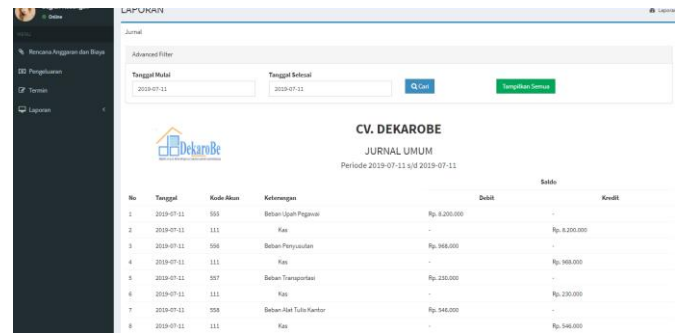 Online
LAPORAN
Laporan
MENU
Rencana Anggaran dan Biaya
Pengeluaran
Termin
Laporan
Jurnal
Advanced Filter
Tanggal Mulai Tanggal Selesai
2019-07-11 2019-07-11 Cari Tampilkan Semua
DekaroBe
CV. DEKAROBE
JURNAL UMUM
Periode 2019-07-11 s/d 2019-07-11
Saldo
No Tanggal Kode Akun Keterangan Debit Kredit
1 2019-07-11 555 Beban Upah Pegawai Rp. 8.200.000 -
2 2019-07-11 111 Kas - Rp. 8.200.000
3 2019-07-11 556 Beban Penyusutan Rp. 968.000 -
4 2019-07-11 111 Kas - Rp. 968.000
5 2019-07-11 557 Beban Transportasi Rp. 230.000 -
6 2019-07-11 111 Kas - Rp. 230.000
7 2019-07-11 558 Beban Alat Tulis Kantor Rp. 546.000 -
8 2019-07-11 111 Kas - Rp. 546.000